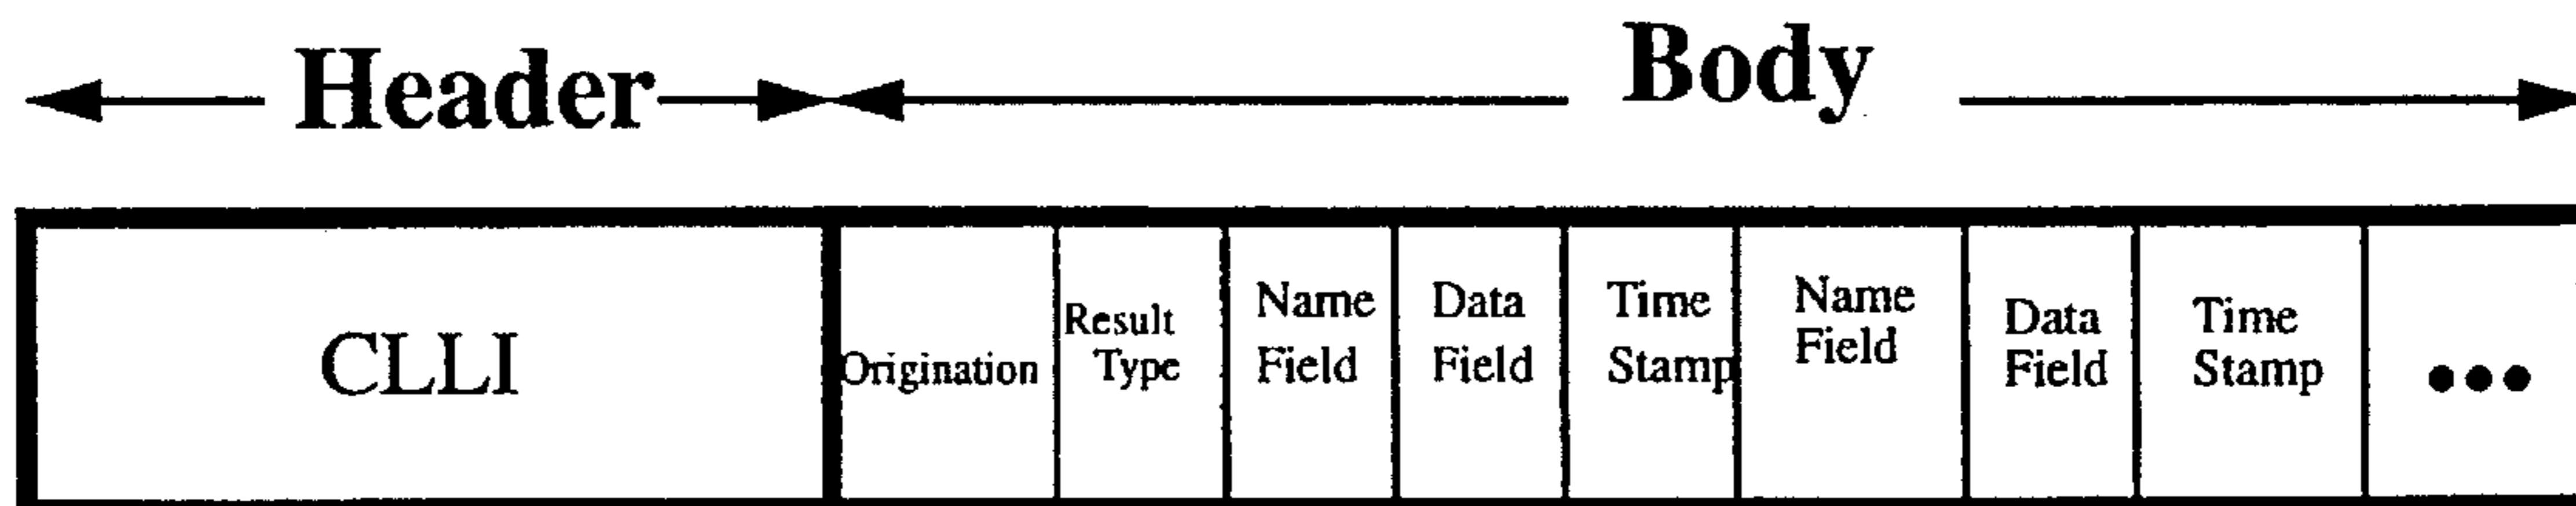 Header
Body
CLLI
Origination
Result
Type
Name
Field
Data
Field
Time
Stamp
Name
Field
Data
Field
Time
Stamp
•••